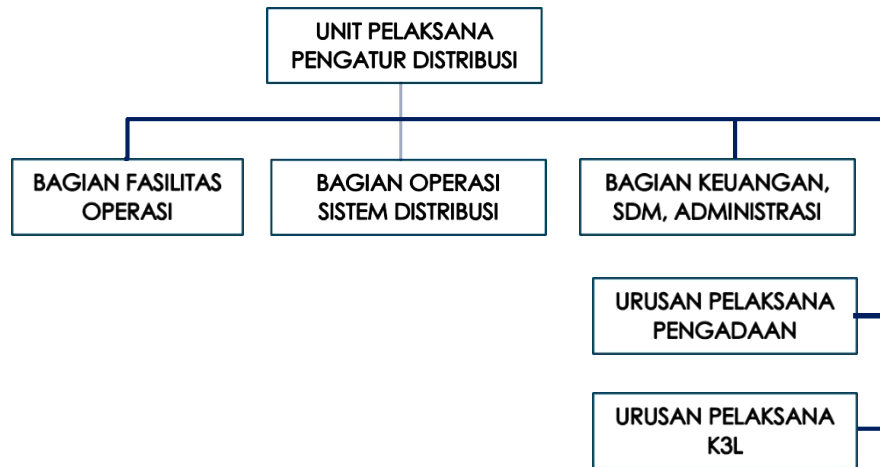 UNIT PELAKSANA
PENGATUR DISTRIBUSI
BAGIAN FASILITAS
OPERASI
BAGIAN OPERASI
SISTEM DISTRIBUSI
BAGIAN KEUANGAN,
SDM, ADMINISTRASI
URUSAN PELAKSANA
PENGADAAN
URUSAN PELAKSANA
K3L